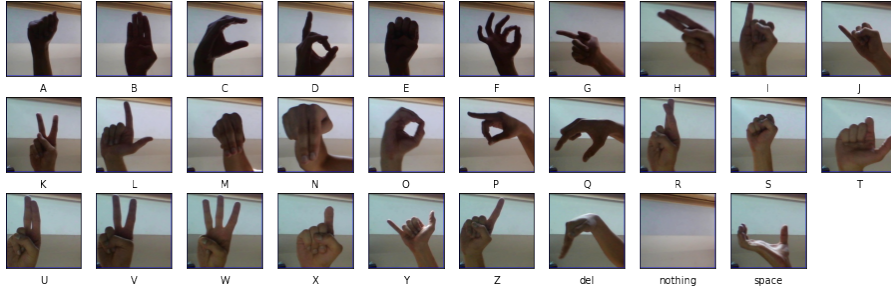 A B C D E F G H I J
K L M N O P Q R S T
U V W X Y Z del nothing space